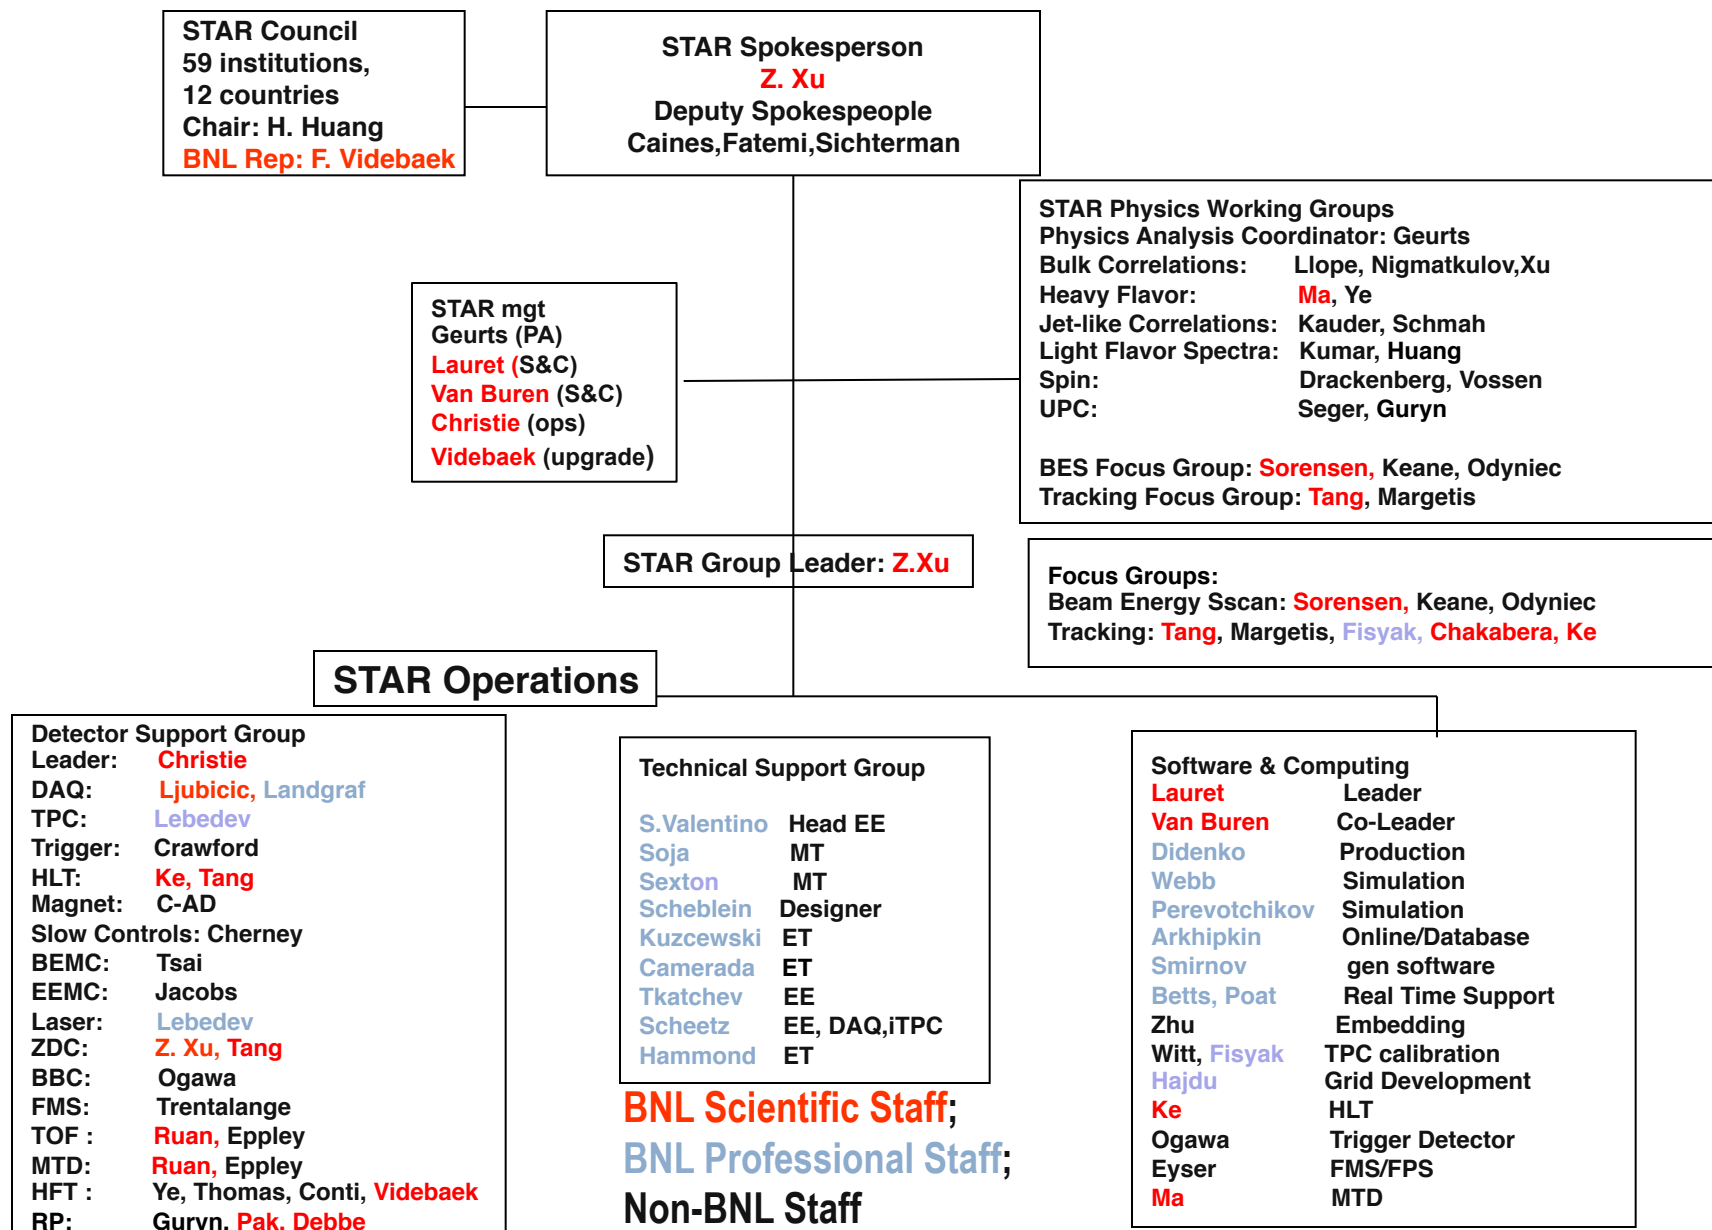 STAR Council
59 institutions,
12 countries
Chair: H. Huang
BNL Rep: F. Videbaek
STAR Spokesperson
Z. Xu
Deputy Spokespeople
Caines,Fatemi,Sichterman
STAR Physics Working Groups
Physics Analysis Coordinator: Geurts
Bulk Correlations: Llope, Nigmatkulov,Xu
Heavy Flavor: Ma, Ye
Jet-like Correlations: Kauder, Schmah
Light Flavor Spectra: Kumar, Huang
Spin: Drackenberg, Vossen
UPC: Seger, Guryn
BES Focus Group: Sorensen, Keane, Odyniec
Tracking Focus Group: Tang, Margetis
STAR mgt
Geurts (PA)
Lauret (S&C)
Van Buren (S&C)
Christie (ops)
Videbaek (upgrade)
STAR Group Leader: Z.Xu
Focus Groups:
Beam Energy Sscan: Sorensen, Keane, Odyniec
Tracking: Tang, Margetis, Fisyak, Chakabera, Ke
STAR Operations
Detector Support Group
Leader: Christie
DAQ: Ljubicic, Landgraf
TPC: Lebedev
Trigger: Crawford
HLT: Ke, Tang
Magnet: C-AD
Slow Controls: Cherney
BEMC: Tsai
EEMC: Jacobs
Laser: Lebedev
ZDC: Z. Xu, Tang
BBC: Ogawa
FMS: Trentalange
TOF : Ruan, Eppley
MTD: Ruan, Eppley
HFT : Ye, Thomas, Conti, Videbaek
RP: Guryn, Pak, Debbe
Technical Support Group
S.Valentino Head EE
Soja MT
Sexton MT
Scheblein Designer
Kuzcewski ET
Camerada ET
Tkatchev EE
Scheetz EE, DAQ,iTPC
Hammond ET
BNL Scientific Staff;
BNL Professional Staff;
Non-BNL Staff
Software & Computing
Lauret Leader
Van Buren Co-Leader
Didenko Production
Webb Simulation
Perevotchikov Simulation
Arkhipkin Online/Database
Smirnov gen software
Betts, Poat Real Time Support
Zhu Embedding
Witt, Fisyak TPC calibration
Hajdu Grid Development
Ke HLT
Ogawa Trigger Detector
Eyser FMS/FPS
Ma MTD